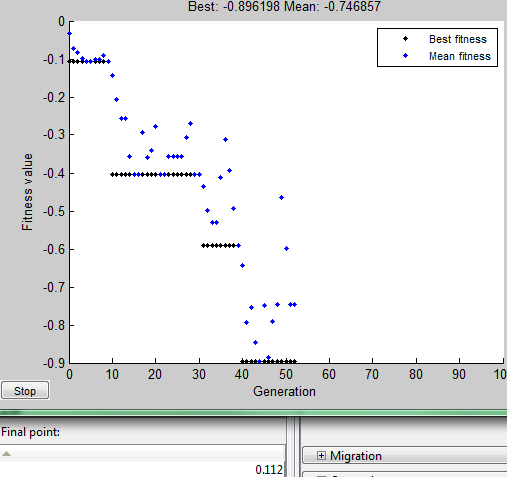 Best: -0.896198 Mean: -0.746857
0
-0.1
-0.2
-0.3
-0.4
-0.5
-0.6
-0.7
-0.8
-0.9
Fitness value
Best fitness
Mean fitness
0 10 20 30 40 50 60 70 80 90 100
Generation
Stop
Final point:
0.112
Migration